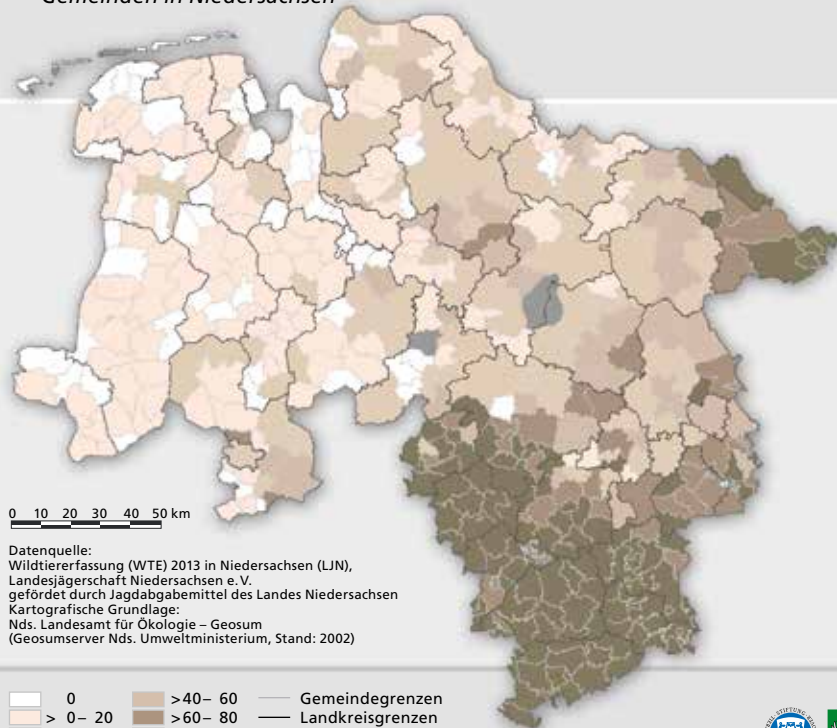 Gemeinden in Niedersachsen
0 10 20 30 40 50 km
Datenquelle:
Wildtiererfassung (WTE) 2013 in Niedersachsen (LJN),
Landesjägerschaft Niedersachsen e.V.
gefördet durch Jagdabgabemittel des Landes Niedersachsen
Kartografische Grundlage:
Nds. Landesamt für Ökologie – Geosum
(Geosumserver Nds. Umweltministerium, Stand: 2002)
0 >40– 60 Gemeindegrenzen
> 0– 20 >60– 80 Landkreisgrenzen